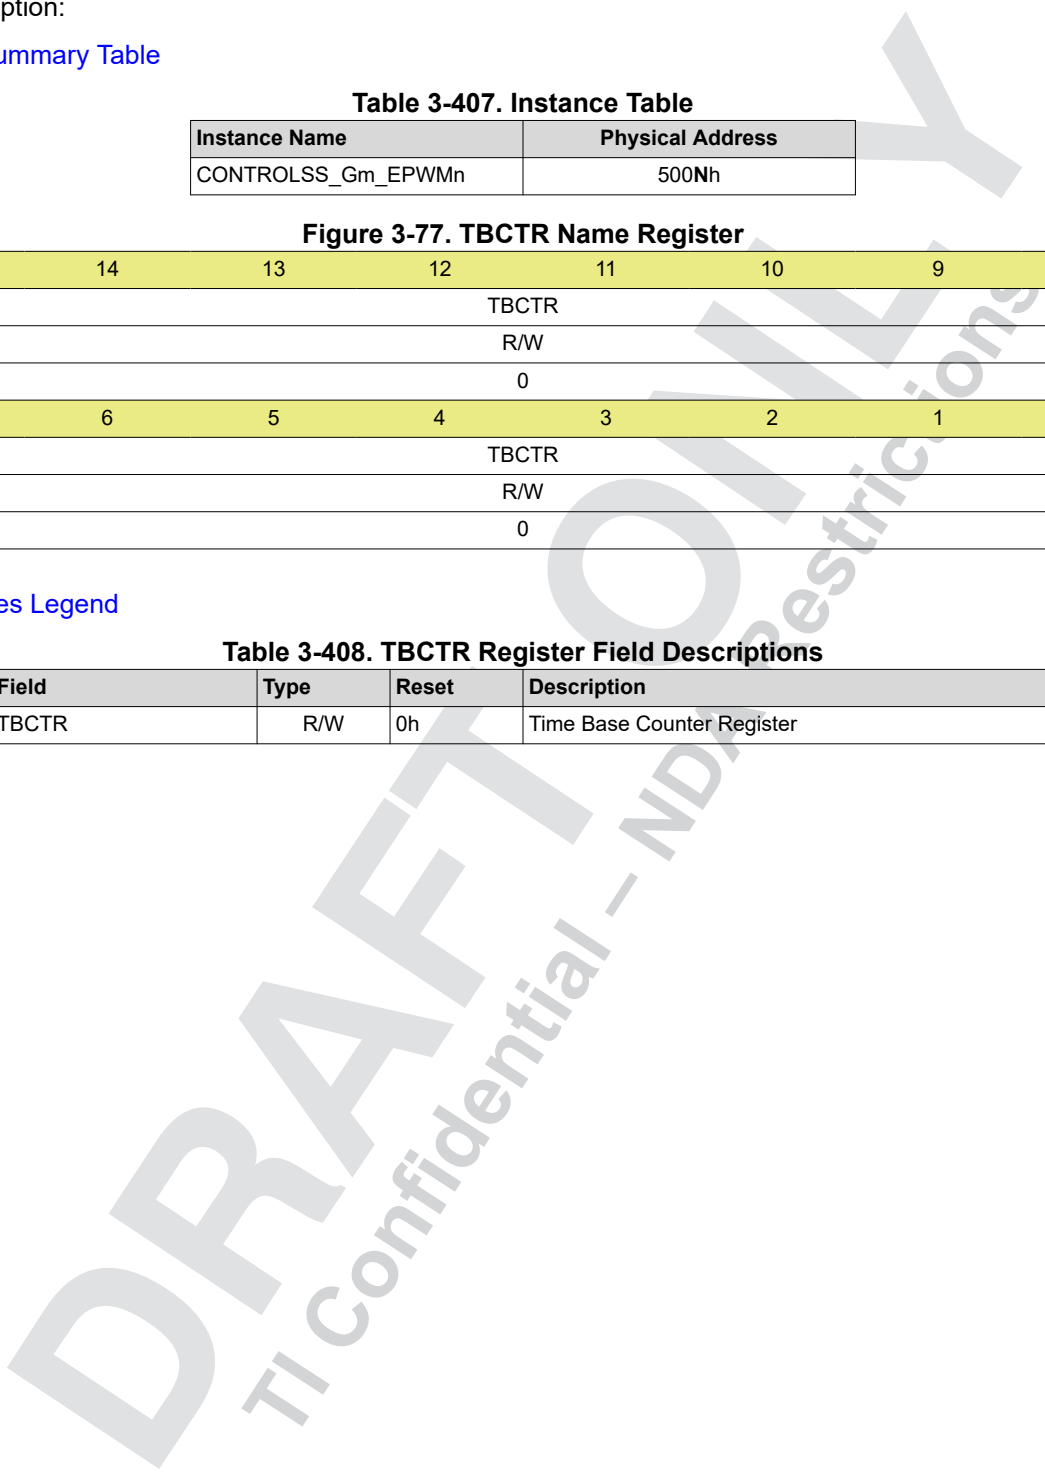 ption:
ummary Table
Table 3-407. Instance Table
Instance Name Physical Address
CONTROLSS_Gm_EPWMn 500Nh
Figure 3-77. TBCTR Name Register
14 13 12 11 10 9
TBCTR
R/W
0
6 5 4 3 2 1
TBCTR
R/W
0
es Legend
Table 3-408. TBCTR Register Field Descriptions
Field Type Reset Description
TBCTR R/W 0h Time Base Counter Register
DRAFT ONLY
TI Confidential – NDA Restrictions